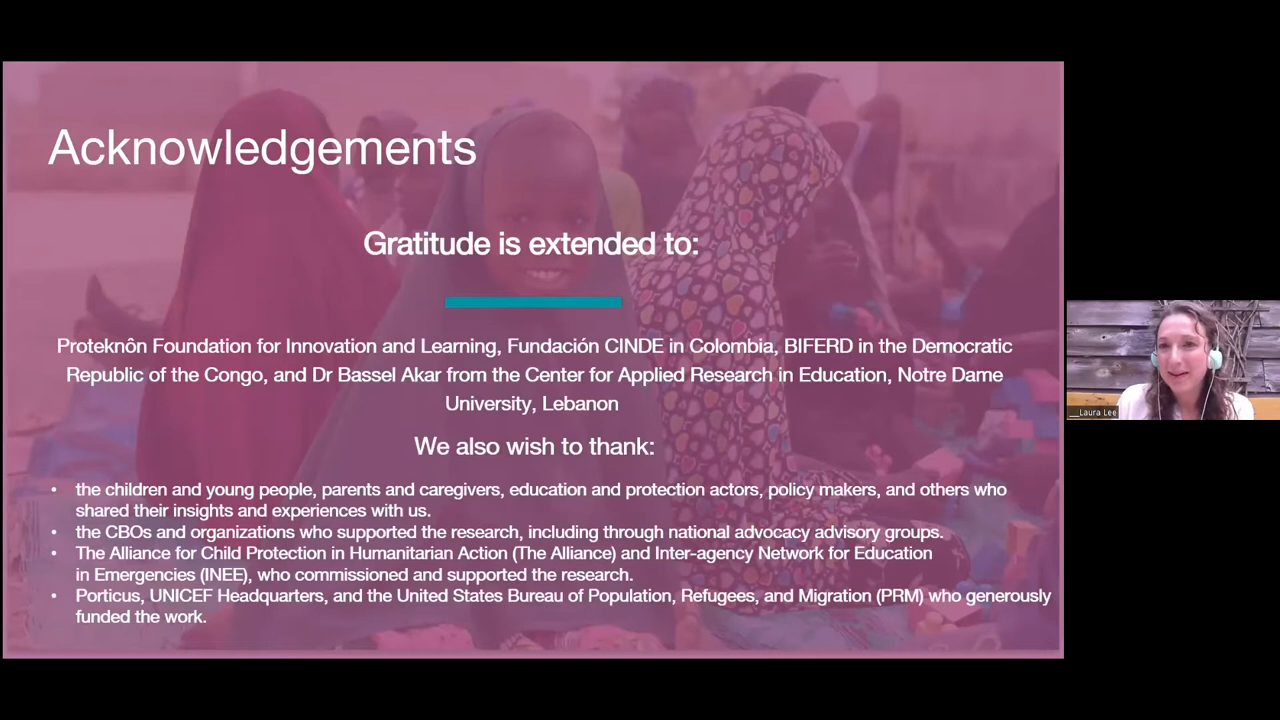 Acknowledgements
Gratitude is extended to:
Proteknôn Foundation for Innovation and Learning, Fundación CINDE in Colombia, BIFERD in the Democratic
Republic of the Congo, and Dr Bassel Akar from the Center for Applied Research in Education, Notre Dame
University, Lebanon
We also wish to thank:
• the children and young people, parents and caregivers, education and protection actors, policy makers, and others who
shared their insights and experiences with us.
• the CBOs and organizations who supported the research, including through national advocacy advisory groups.
• The Alliance for Child Protection in Humanitarian Action (The Alliance) and Inter-agency Network for Education
in Emergencies (INEE), who commissioned and supported the research.
• Porticus, UNICEF Headquarters, and the United States Bureau of Population, Refugees, and Migration (PRM) who generously
funded the work.
__Laura Lee